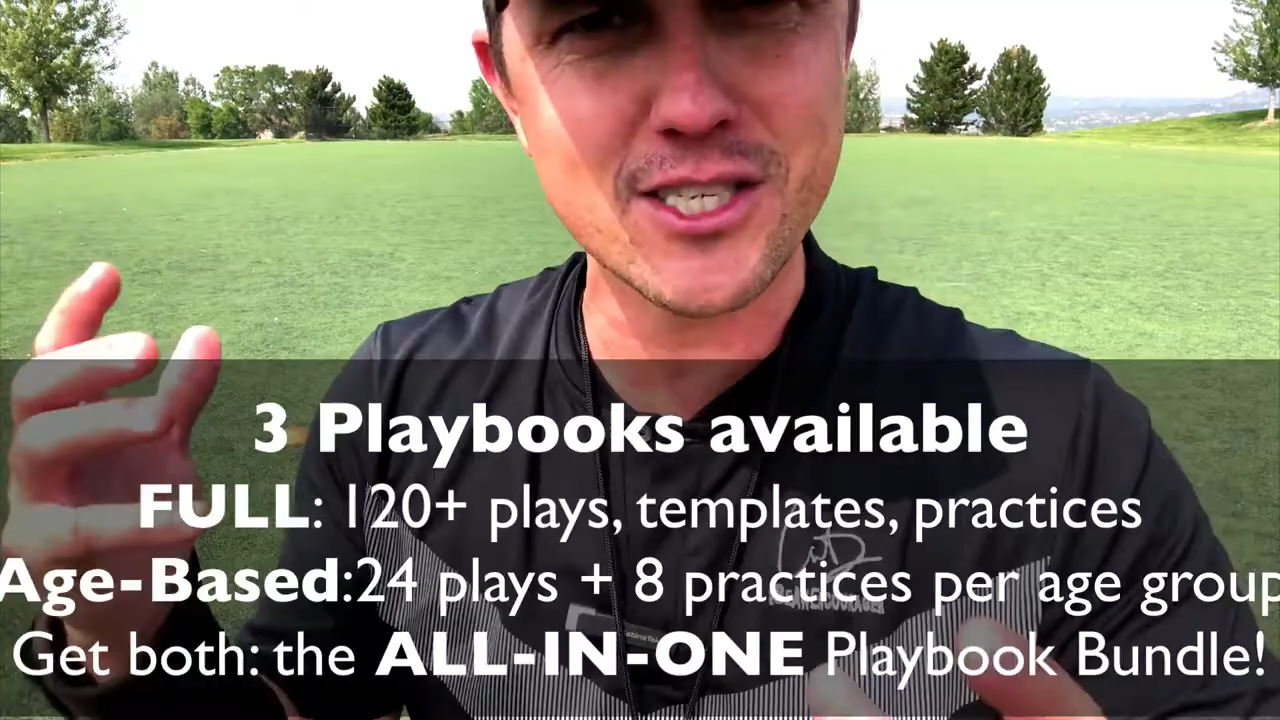 3 Playbooks available
FULL: 120+ plays, templates, practices
Age-Based:24 plays + 8 practices per age group
Get both: the ALL-IN-ONE Playbook Bundle!